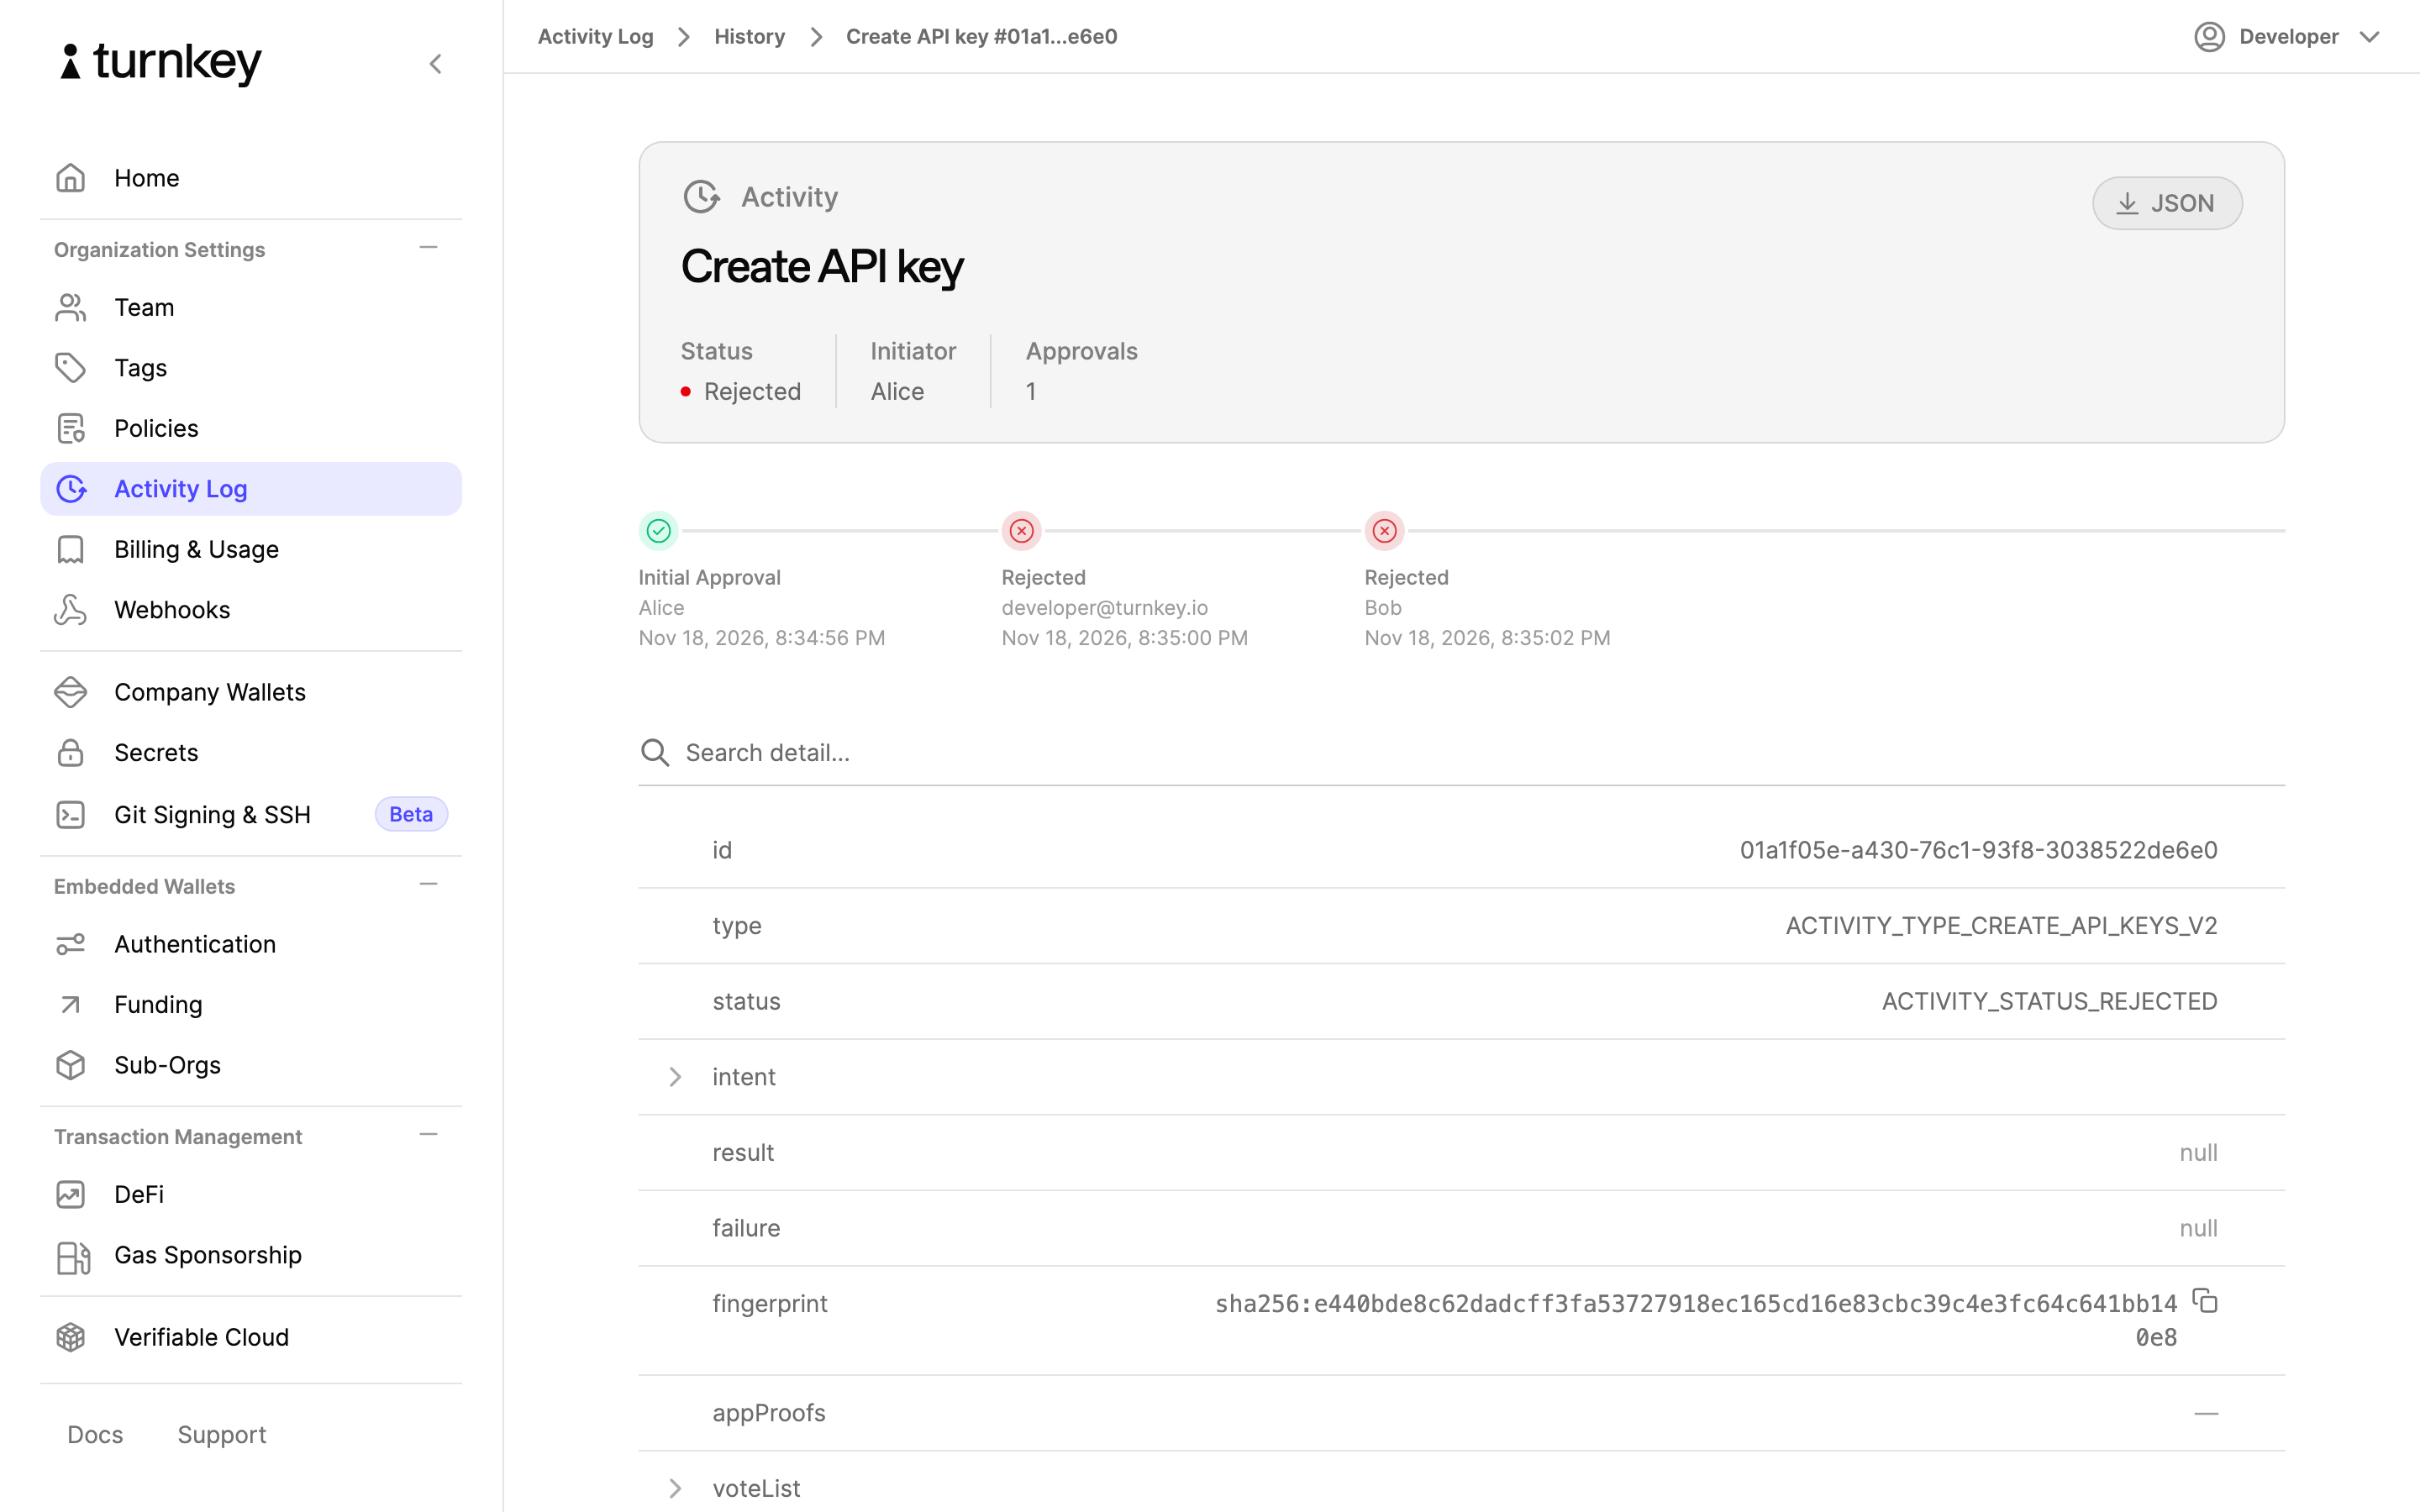 turnkey
Home
Organization Settings
Team
Tags
Policies
Activity Log
Billing & Usage
Webhooks
Company Wallets
Secrets
Git Signing & SSH
Beta
Embedded Wallets
Authentication
Funding
Sub-Orgs
Transaction Management
DeFi
Gas Sponsorship
Verifiable Cloud
Docs Support
Activity Log History Create API key #01a1...e6e0
Developer
Activity
JSON
Create API key
Status Initiator Approvals
Rejected Alice 1
Initial Approval
Alice
Nov 18, 2026, 8:34:56 PM
Rejected
developer@turnkey.io
Nov 18, 2026, 8:35:00 PM
Rejected
Bob
Nov 18, 2026, 8:35:02 PM
Search detail...
id 01a1f05e-a430-76c1-93f8-3038522de6e0
type ACTIVITY_TYPE_CREATE_API_KEYS_V2
status ACTIVITY_STATUS_REJECTED
intent
result null
failure null
fingerprint sha256:e440bde8c62dadcff3fa53727918ec165cd16e83cbc39c4e3fc64c641bb14
0e8
appProofs —
voteList